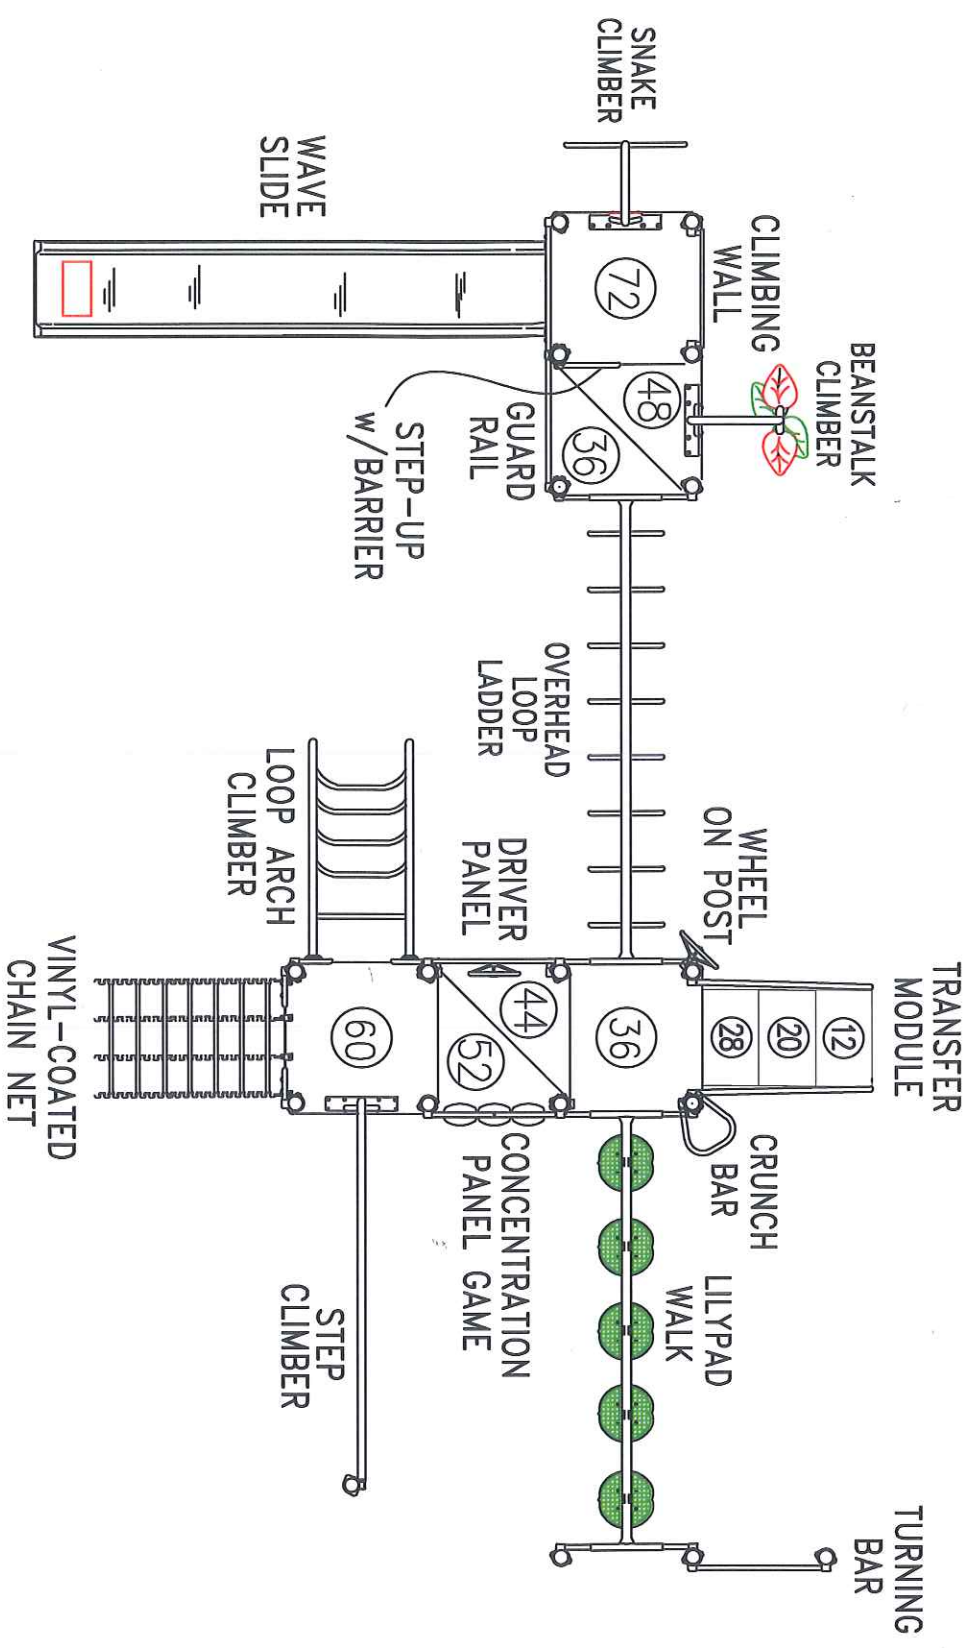 SNAKE
CLIMBER
CLIMBING
WALL
BEANSTALK
CLIMBER
WAVE
SLIDE
72
48
36
GUARD
RAIL
STEP-UP
w/BARRIER
OVERHEAD
LOOP
LADDER
WHEEL
ON POST
TRANSFER
MODULE
12
20
28
36
44
52
60
DRIVER
PANEL
LOOP ARCH
CLIMBER
VINYL-COATED
CHAIN NET
CRUNCH
BAR
CONCENTRATION
PANEL GAME
LILYPAD
WALK
STEP
CLIMBER
TURNING
BAR